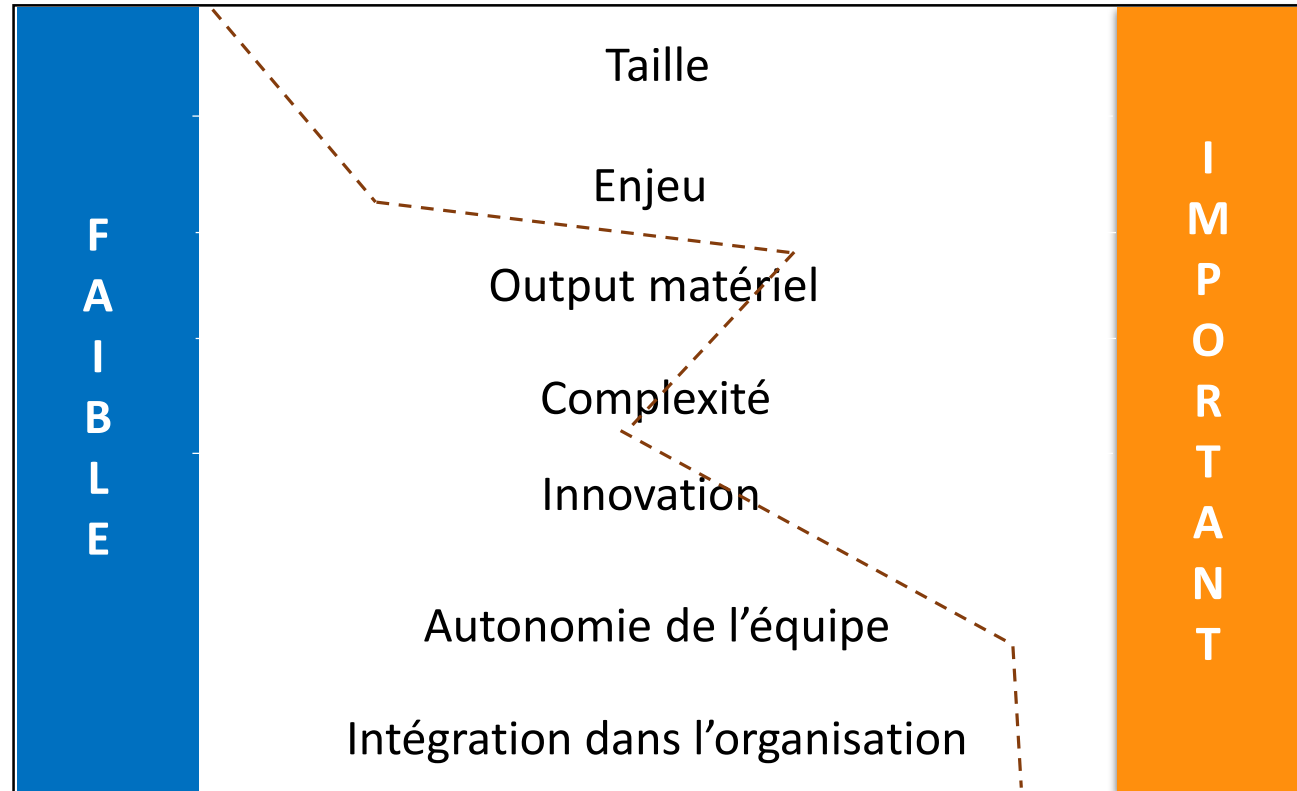 FAIBLE
Taille
Enjeu
Output matériel
Complexité
Innovation
Autonomie de l’équipe
Intégration dans l’organisation
IMPORTANT